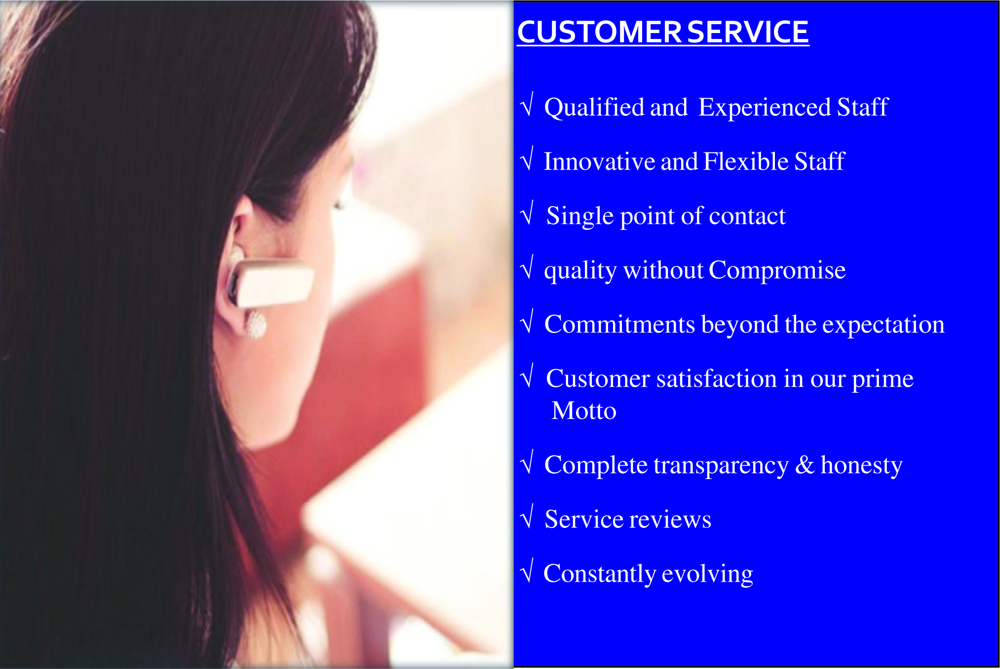 CUSTOMER SERVICE
√ Qualified and Experienced Staff
√ Innovative and Flexible Staff
√ Single point of contact
√ quality without Compromise
√ Commitments beyond the expectation
√ Customer satisfaction in our prime
Motto
√ Complete transparency & honesty
√ Service reviews
√ Constantly evolving